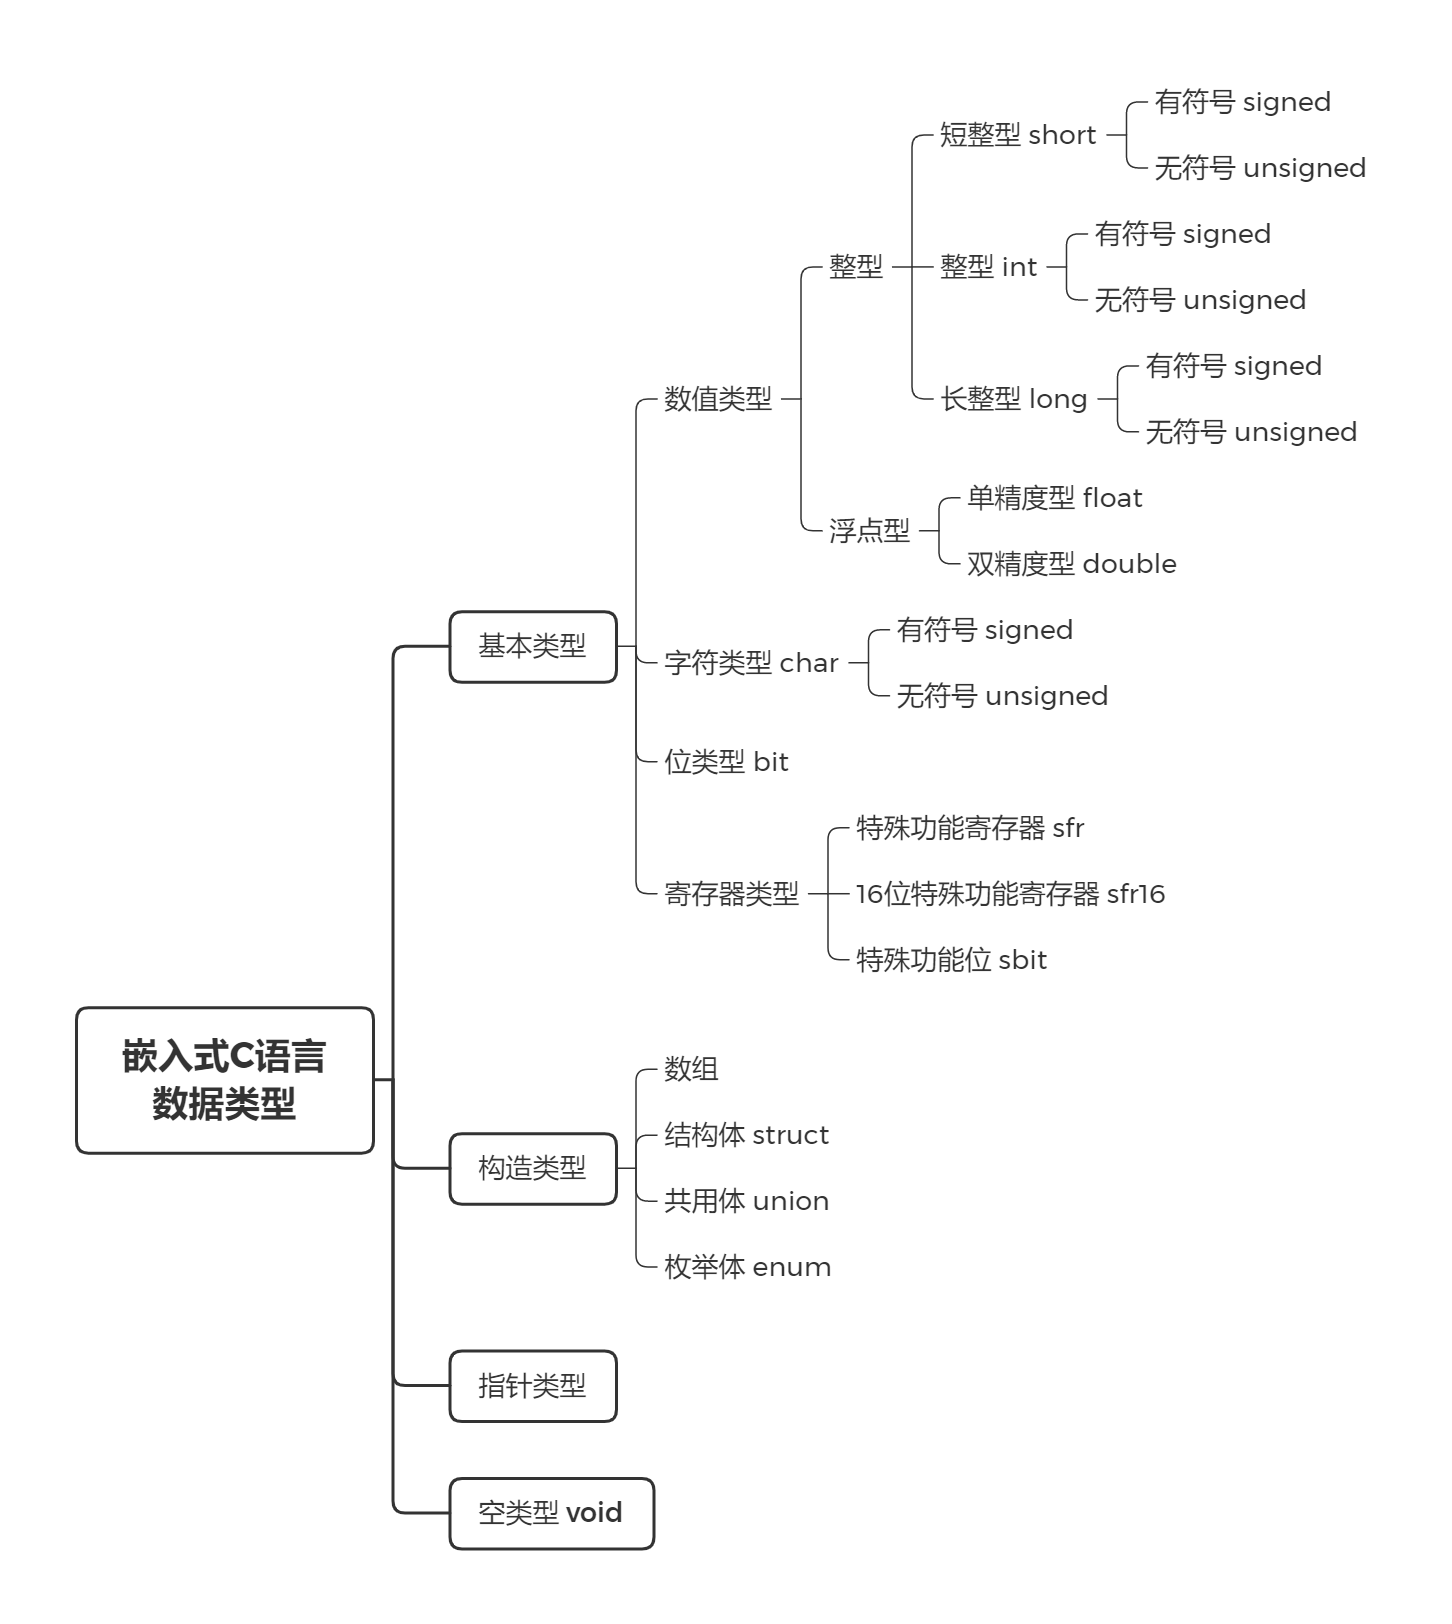 嵌入式C语言
数据类型
基本类型
数值类型
整型
短整型 short
有符号 signed
无符号 unsigned
整型 int
有符号 signed
无符号 unsigned
长整型 long
有符号 signed
无符号 unsigned
浮点型
单精度型 float
双精度型 double
字符类型 char
有符号 signed
无符号 unsigned
位类型 bit
寄存器类型
特殊功能寄存器 sfr
16位特殊功能寄存器 sfr16
特殊功能位 sbit
构造类型
数组
结构体 struct
共用体 union
枚举体 enum
指针类型
空类型 void